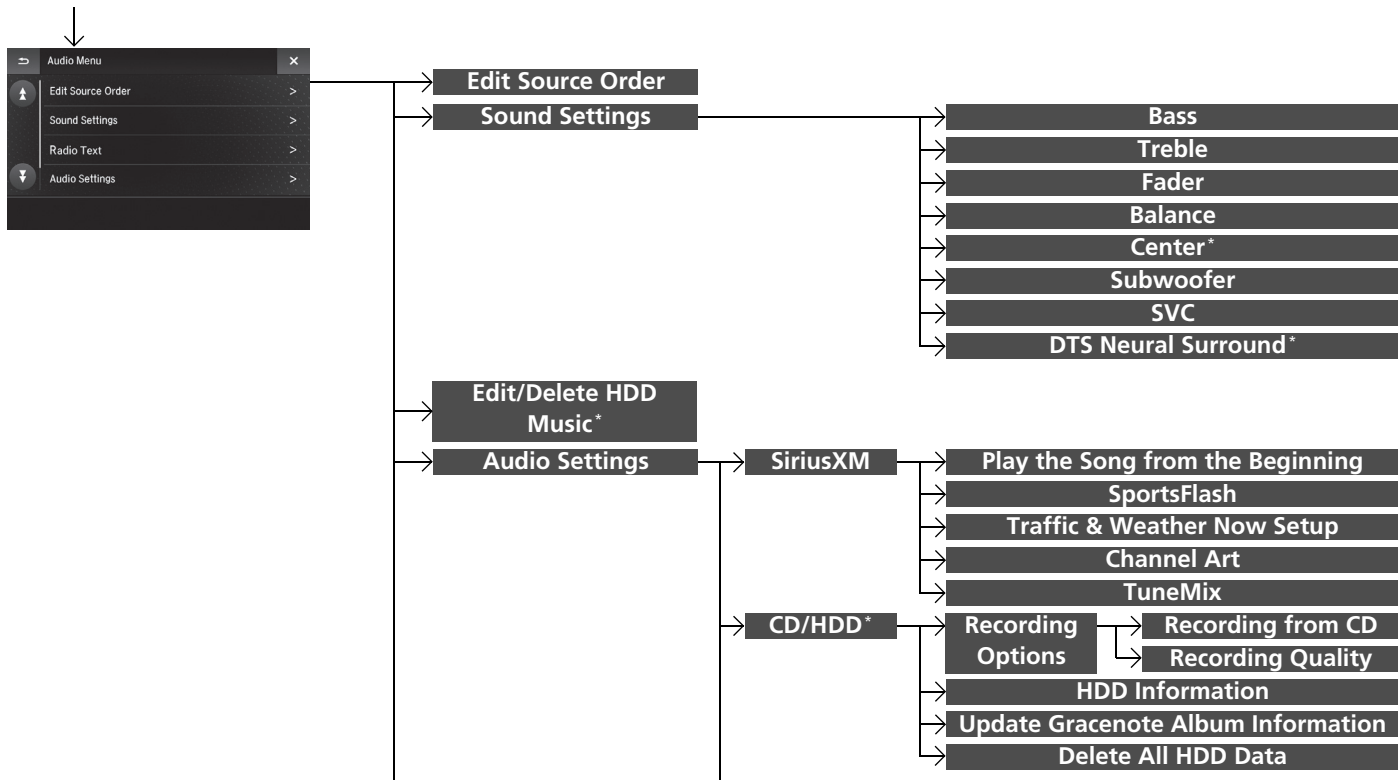 Audio Menu
Edit Source Order
Sound Settings
Radio Text
Audio Settings
Edit Source Order
Sound Settings
Bass
Treble
Fader
Balance
Center*
Subwoofer
SVC
DTS Neural Surround*
Edit/Delete HDD
Music*
Audio Settings
SiriusXM
Play the Song from the Beginning
SportsFlash
Traffic & Weather Now Setup
Channel Art
TuneMix
CD/HDD*
Recording
Options
Recording from CD
Recording Quality
HDD Information
Update Gracenote Album Information
Delete All HDD Data